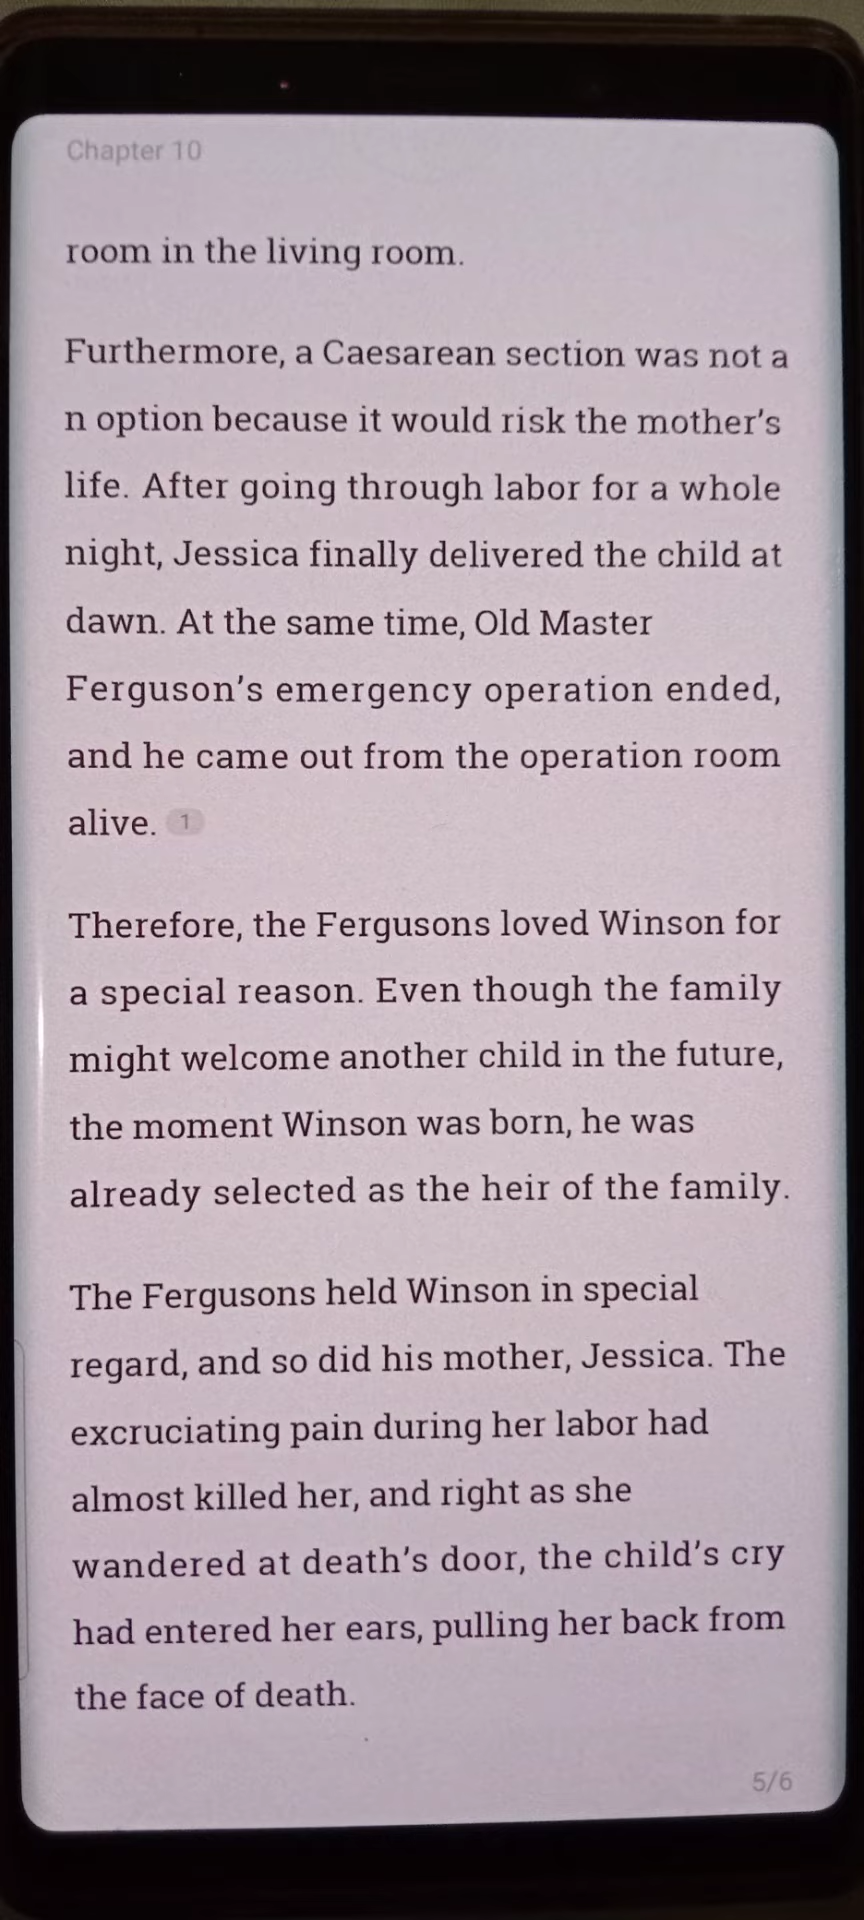 Chapter 10
room in the living room.
Furthermore, a Caesarean section was not a
n option because it would risk the mother's
life. After going through labor for a whole
night, Jessica finally delivered the child at
dawn. At the same time, Old Master
Ferguson's emergency operation ended,
and he came out from the operation room
alive. 1
Therefore, the Fergusons loved Winson for
a special reason. Even though the family
might welcome another child in the future,
the moment Winson was born, he was
already selected as the heir of the family.
The Fergusons held Winson in special
regard, and so did his mother, Jessica. The
excruciating pain during her labor had
almost killed her, and right as she
wandered at death's door, the child's cry
had entered her ears, pulling her back from
the face of death.
5/6